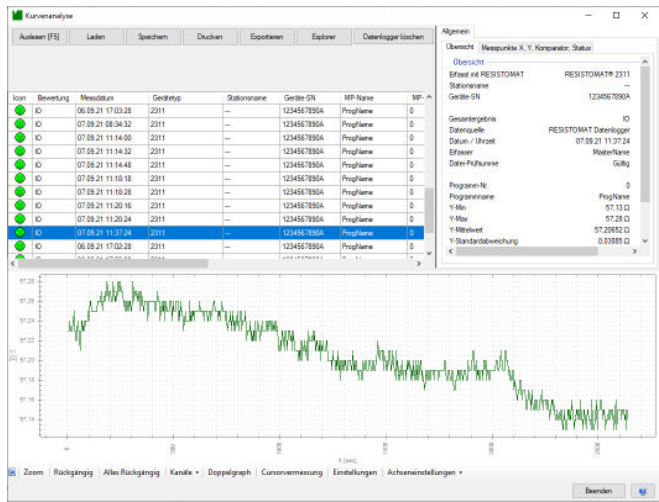 Kurvenanalyse
Auslesen [F5] Laden Speichern Drucken Exportieren Explorer Datenlogger löschen
Allgemein
Übersicht Messpunkte X, Y, Komparator, Status
Übersicht
Erfasst mit RESISTOMAT RESISTOMAT® 2311
Stationsname ---
Geräte-SN 1234567890A
Gesamtergebnis IO
Datenquelle RESISTOMAT Datenlogger
Datum / Uhrzeit 07.09.21 11:37:24
Erfasser MasterName
Datei-Prüfsumme Gültig
Programm-Nr. 0
Programmname ProgName
Y-Min 57.13 Ω
Y-Max 57.28 Ω
Y-Mittelwert 57.20652 Ω
Y-Standardabweichung 0.03885 Ω
Icon Bewertung Messdatum Gerätetyp Stationsname Geräte-SN MP-Name MP-
IO 06.09.21 17:03:28 2311 --- 1234567890A ProgName 0
IO 07.09.21 08:34:32 2311 --- 1234567890A ProgName 0
IO 07.09.21 11:14:00 2311 --- 1234567890A ProgName 0
IO 07.09.21 11:14:32 2311 --- 1234567890A ProgName 0
IO 07.09.21 11:14:48 2311 --- 1234567890A ProgName 0
IO 07.09.21 11:18:18 2311 --- 1234567890A ProgName 0
IO 07.09.21 11:18:28 2311 --- 1234567890A ProgName 0
IO 07.09.21 11:20:16 2311 --- 1234567890A ProgName 0
IO 07.09.21 11:20:24 2311 --- 1234567890A ProgName 0
IO 07.09.21 11:37:24 2311 --- 1234567890A ProgName 0
IO 06.09.21 17:02:28 2311 --- 1234567890A ProgName 0
57.28
57.26
57.24
57.22
57.20
57.18
57.16
57.14
0 500 1000 1500 2000 2500
X [sec]
Zoom Rückgängig Alles Rückgängig Kanäle Doppelgraph Cursorvermessung Einstellungen Achseneinstellungen
Beenden